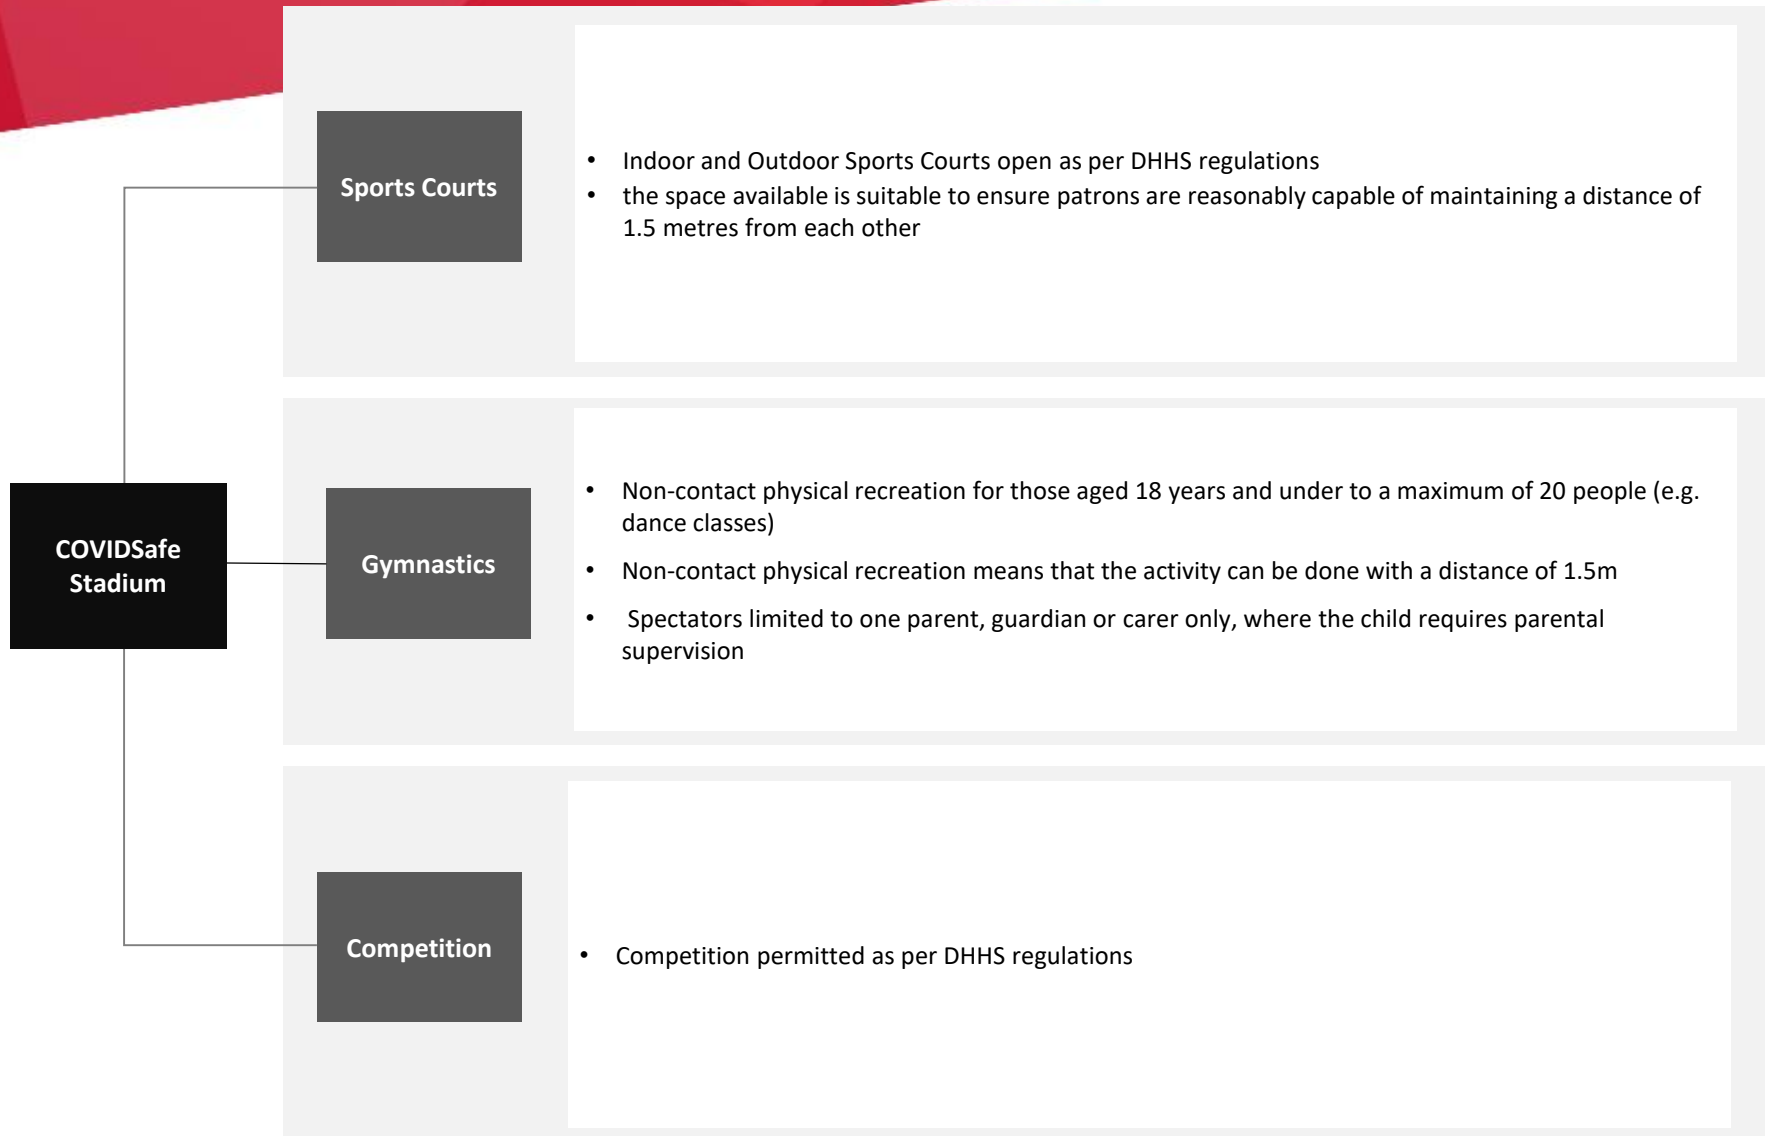 Sports Courts
• Indoor and Outdoor Sports Courts open as per DHHS regulations
• the space available is suitable to ensure patrons are reasonably capable of maintaining a distance of
1.5 metres from each other
COVIDSafe
Stadium
Gymnastics
• Non-contact physical recreation for those aged 18 years and under to a maximum of 20 people (e.g.
dance classes)
• Non-contact physical recreation means that the activity can be done with a distance of 1.5m
• Spectators limited to one parent, guardian or carer only, where the child requires parental
supervision
Competition
• Competition permitted as per DHHS regulations